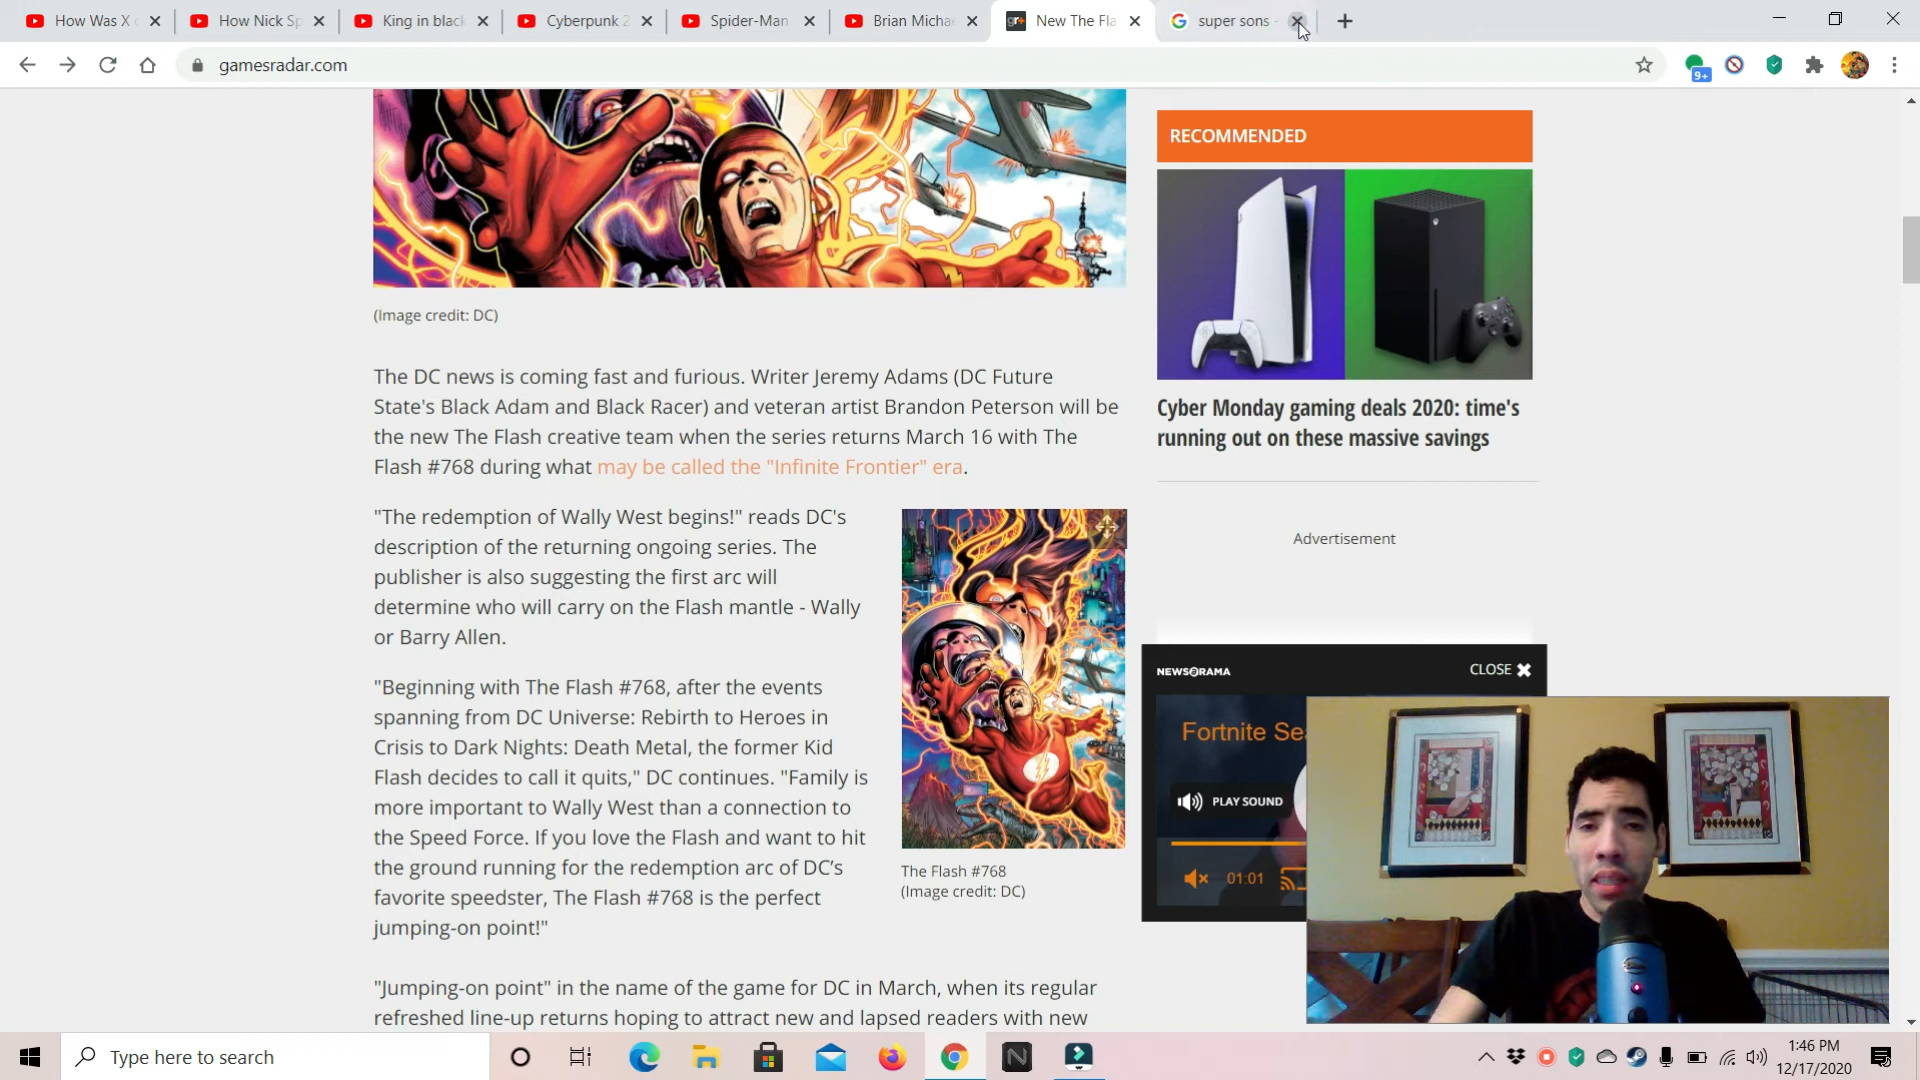 How Was X
How Nick Sp
King in black
Cyberpunk 2
Spider-Man
Brian Micha
gr+
New The Fla
super sons -
gamesradar.com
9+
RECOMMENDED
(Image credit: DC)
The DC news is coming fast and furious. Writer Jeremy Adams (DC Future
State's Black Adam and Black Racer) and veteran artist Brandon Peterson will be
the new The Flash creative team when the series returns March 16 with The
Flash #768 during what may be called the "Infinite Frontier" era.
"The redemption of Wally West begins!" reads DC's
description of the returning ongoing series. The
publisher is also suggesting the first arc will
determine who will carry on the Flash mantle - Wally
or Barry Allen.
"Beginning with The Flash #768, after the events
spanning from DC Universe: Rebirth to Heroes in
Crisis to Dark Nights: Death Metal, the former Kid
Flash decides to call it quits," DC continues. "Family is
more important to Wally West than a connection to
the Speed Force. If you love the Flash and want to hit
the ground running for the redemption arc of DC’s
favorite speedster, The Flash #768 is the perfect
jumping-on point!"
The Flash #768
(Image credit: DC)
"Jumping-on point" in the name of the game for DC in March, when its regular
refreshed line-up returns hoping to attract new and lapsed readers with new
Cyber Monday gaming deals 2020: time's
running out on these massive savings
Advertisement
NEWS@RAMA
CLOSE
Fortnite Sea
PLAY SOUND
01:01
Type here to search
1:46 PM
12/17/2020